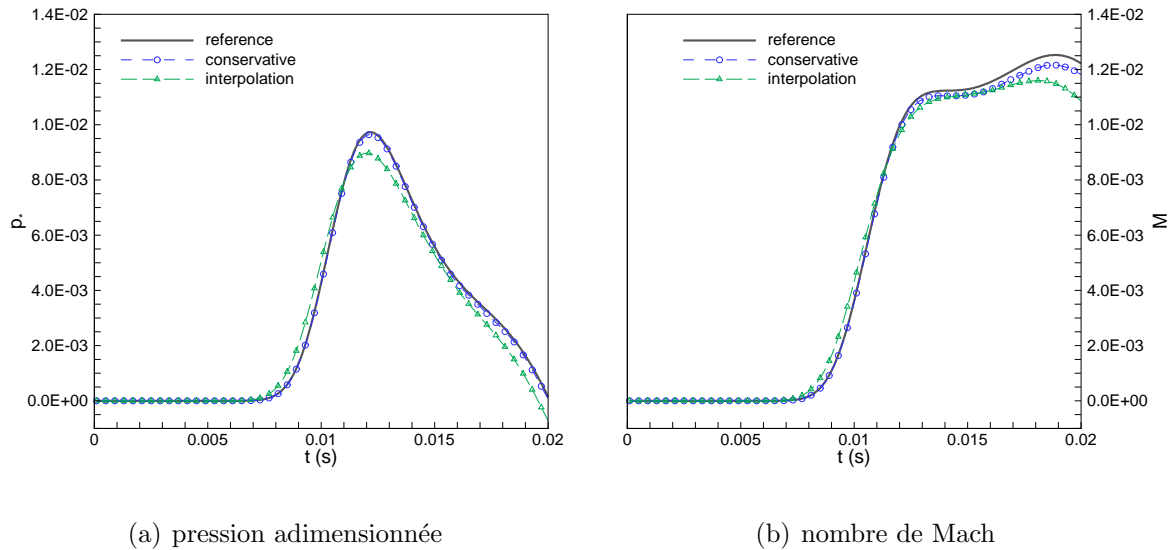 1.4E-02
1.2E-02
1.0E-02
8.0E-03
6.0E-03
4.0E-03
2.0E-03
0.0E+00
p.
reference
conservative
interpolation
0
0.005
0.01
0.015
0.02
t (s)
(a) pression adimensionnée
reference
conservative
interpolation
1.4E-02
1.2E-02
1.0E-02
8.0E-03
6.0E-03
4.0E-03
2.0E-03
0.0E+00
M
0
0.005
0.01
0.015
0.02
t (s)
(b) nombre de Mach